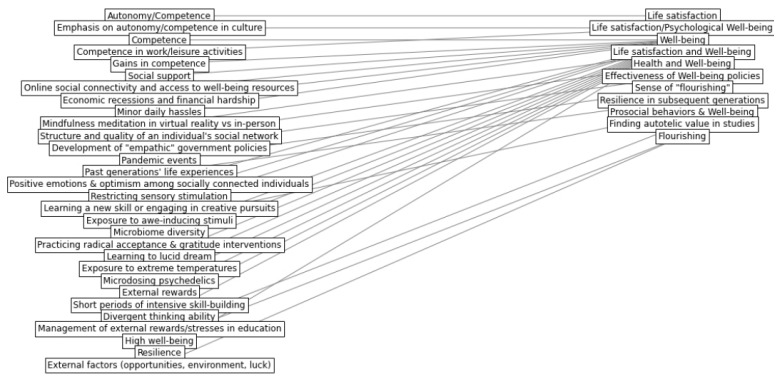 Autonomy/Competence
Emphasis on autonomy/competence in culture
Competence
Competence in work/leisure activities
Gains in competence
Social support
Online social connectivity and access to well-being resources
Economic recessions and financial hardship
Minor daily hassles
Mindfulness meditation in virtual reality vs in-person
Structure and quality of an individual's social network
Development of "empathic" government policies
Pandemic events
Past generations' life experiences
Positive emotions & optimism among socially connected individuals
Restricting sensory stimulation
Learning a new skill or engaging in creative pursuits
Exposure to awe-inducing stimuli
Microbiome diversity
Practicing radical acceptance & gratitude interventions
Learning to lucid dream
Exposure to extreme temperatures
Microdosing psychedelics
External rewards
Short periods of intensive skill-building
Divergent thinking ability
Management of external rewards/stresses in education
High well-being
Resilience
External factors (opportunities, environment, luck)
Life satisfaction
Life satisfaction/Psychological Well-being
Well-being
Life satisfaction and Well-being
Health and Well-being
Effectiveness of Well-being policies
Sense of "flourishing"
Resilience in subsequent generations
Prosocial behaviors & Well-being
Finding autotelic value in studies
Flourishing